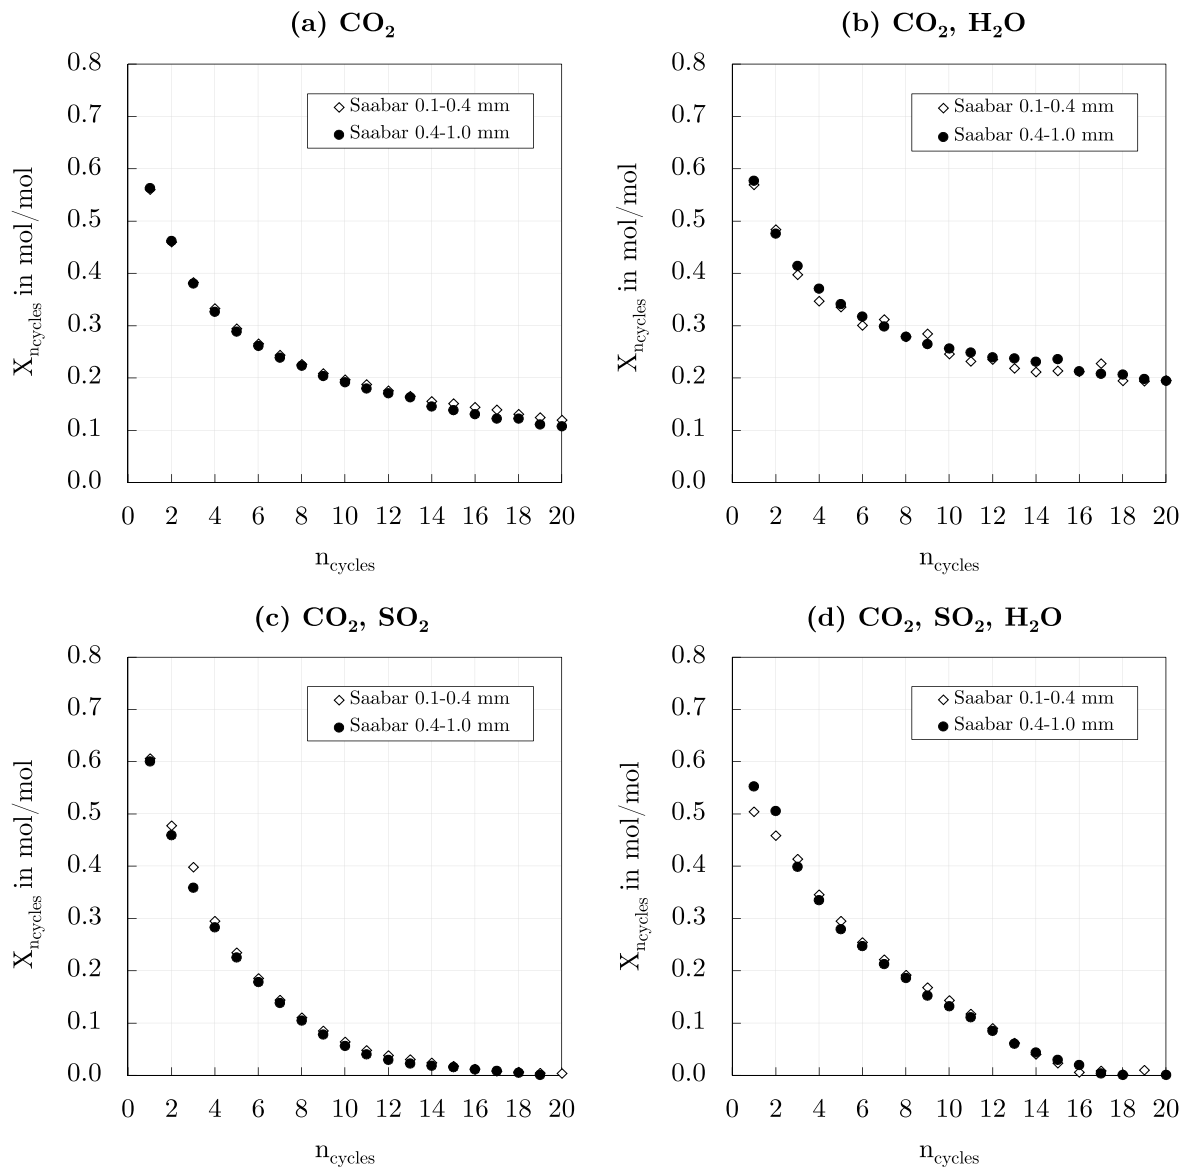 (a) CO₂
0.8
0.7
0.6
0.5
0.4
0.3
0.2
0.1
0.0
X_n_cycles in mol/mol
Saabar 0.1-0.4 mm
Saabar 0.4-1.0 mm
0 2 4 6 8 10 12 14 16 18 20
n_cycles
(b) CO₂, H₂O
0.8
0.7
0.6
0.5
0.4
0.3
0.2
0.1
0.0
X_n_cycles in mol/mol
Saabar 0.1-0.4 mm
Saabar 0.4-1.0 mm
0 2 4 6 8 10 12 14 16 18 20
n_cycles
(c) CO₂, SO₂
0.8
0.7
0.6
0.5
0.4
0.3
0.2
0.1
0.0
X_n_cycles in mol/mol
Saabar 0.1-0.4 mm
Saabar 0.4-1.0 mm
0 2 4 6 8 10 12 14 16 18 20
n_cycles
(d) CO₂, SO₂, H₂O
0.8
0.7
0.6
0.5
0.4
0.3
0.2
0.1
0.0
X_n_cycles in mol/mol
Saabar 0.1-0.4 mm
Saabar 0.4-1.0 mm
0 2 4 6 8 10 12 14 16 18 20
n_cycles